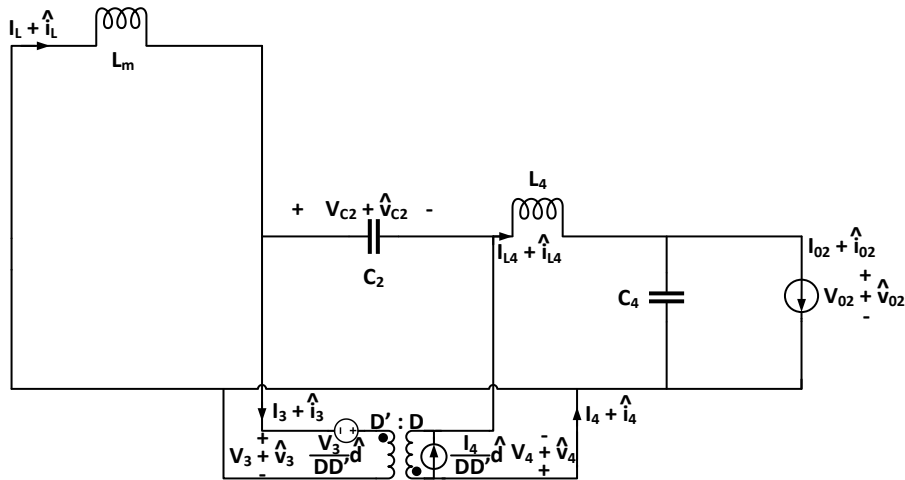 I_L + î_L
L_m
L_4
+ V_C2 + v̂_C2 -
I_L4 + î_L4
C_2
I_02 + î_02
+
C_4
V_02 + v̂_02
-
I_3 + î_3
D' : D
I_4 + î_4
+
V_3 + v̂_3
-
- +
V_3/DD' d̂
I_4/DD' d̂
-
V_4 + v̂_4
+